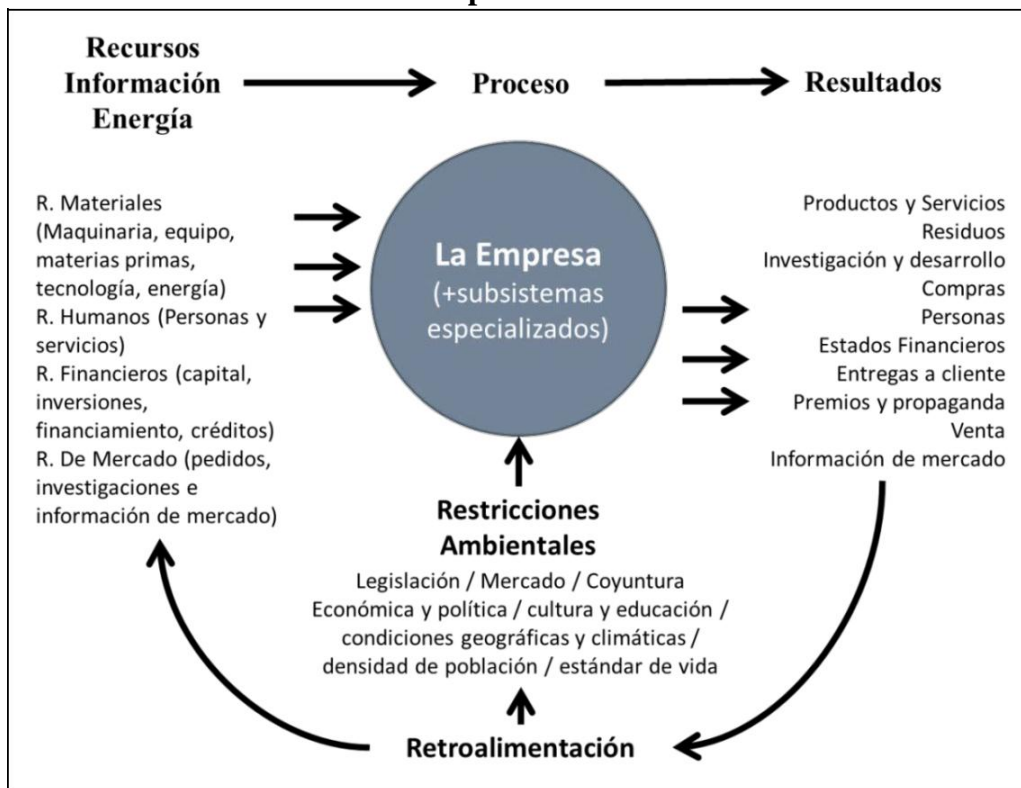 Recursos
Información
Energía
Proceso
Resultados
R. Materiales
(Maquinaria, equipo,
materias primas,
tecnología, energía)
R. Humanos (Personas y
servicios)
R. Financieros (capital,
inversiones,
financiamiento, créditos)
R. De Mercado (pedidos,
investigaciones e
información de mercado)
La Empresa
(+subsistemas
especializados)
Productos y Servicios
Residuos
Investigación y desarrollo
Compras
Personas
Estados Financieros
Entregas a cliente
Premios y propaganda
Venta
Información de mercado
Restricciones
Ambientales
Legislación / Mercado / Coyuntura
Económica y política / cultura y educación /
condiciones geográficas y climáticas /
densidad de población / estándar de vida
Retroalimentación